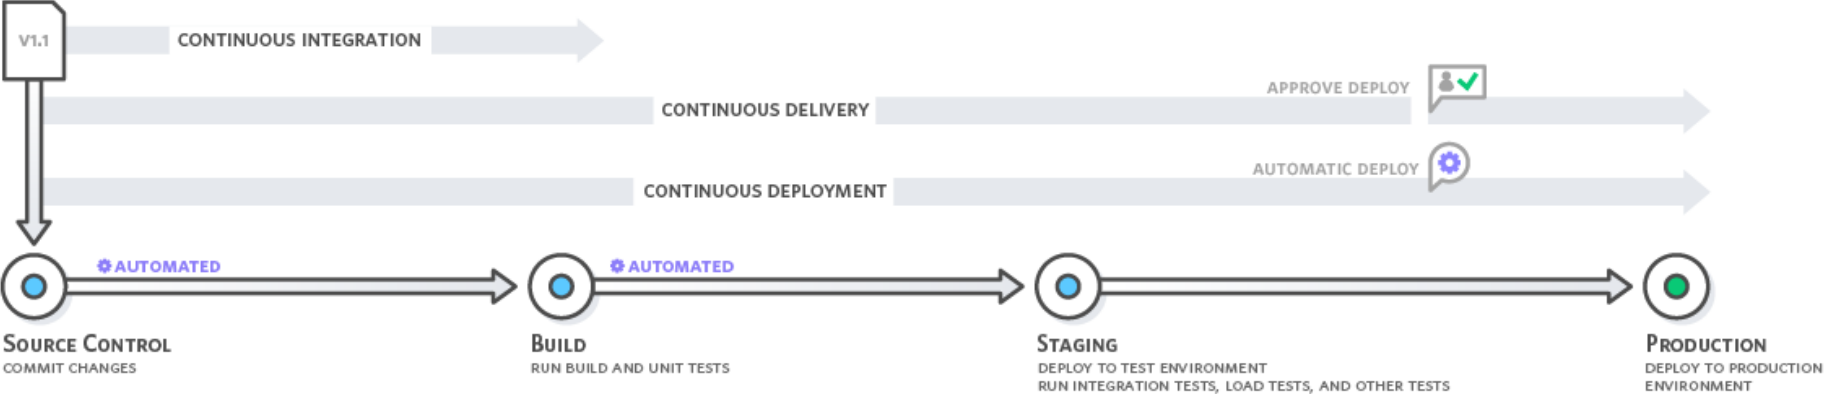 V1.1
CONTINUOUS INTEGRATION
APPROVE DEPLOY
CONTINUOUS DELIVERY
AUTOMATIC DEPLOY
CONTINUOUS DEPLOYMENT
AUTOMATED
AUTOMATED
SOURCE CONTROL
COMMIT CHANGES
BUILD
RUN BUILD AND UNIT TESTS
STAGING
DEPLOY TO TEST ENVIRONMENT
RUN INTEGRATION TESTS, LOAD TESTS, AND OTHER TESTS
PRODUCTION
DEPLOY TO PRODUCTION
ENVIRONMENT